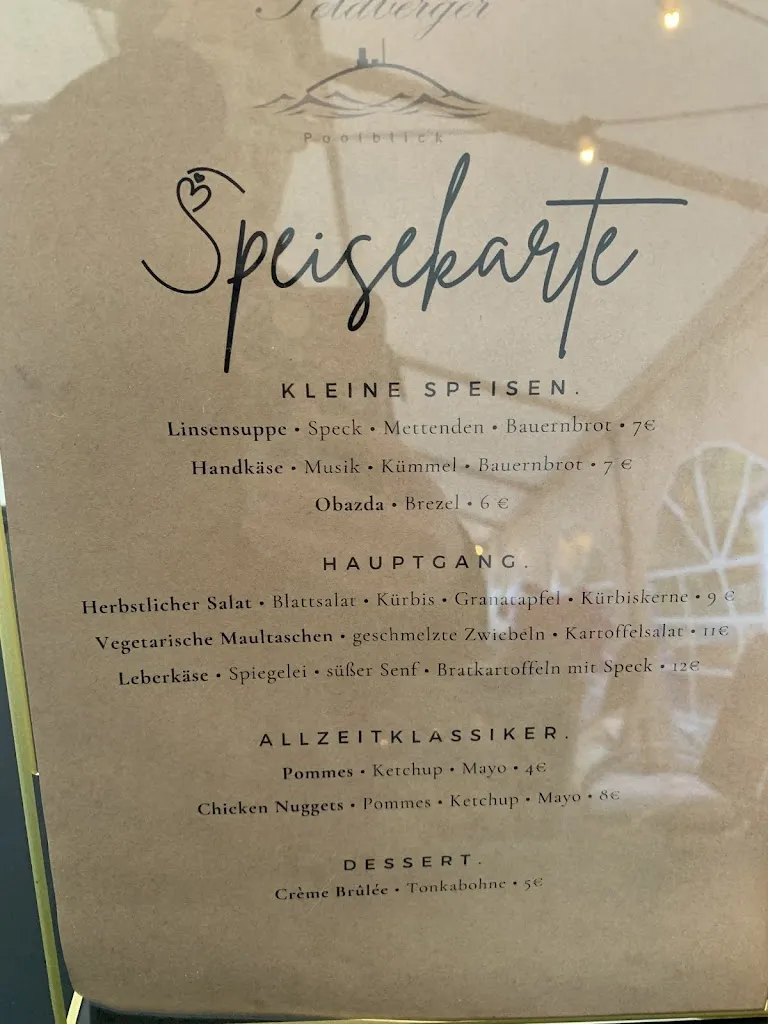 Feldberger
Poolblick
Speisekarte
KLEINE SPEISEN.
Linsensuppe • Speck • Mettenden • Bauernbrot • 7€
Handkäse • Musik • Kümmel • Bauernbrot • 7 €
Obazda • Brezel • 6 €
HAUPTGANG.
Herbstlicher Salat • Blattsalat • Kürbis • Granatapfel • Kürbiskerne • 9 €
Vegetarische Maultaschen • geschmelzte Zwiebeln • Kartoffelsalat • 11€
Leberkäse • Spiegelei • süßer Senf • Bratkartoffeln mit Speck • 12€
ALLZEITKLASSIKER.
Pommes • Ketchup • Mayo • 4€
Chicken Nuggets • Pommes • Ketchup • Mayo • 8€
DESSERT.
Crème Brûlée • Tonkabohne • 5€